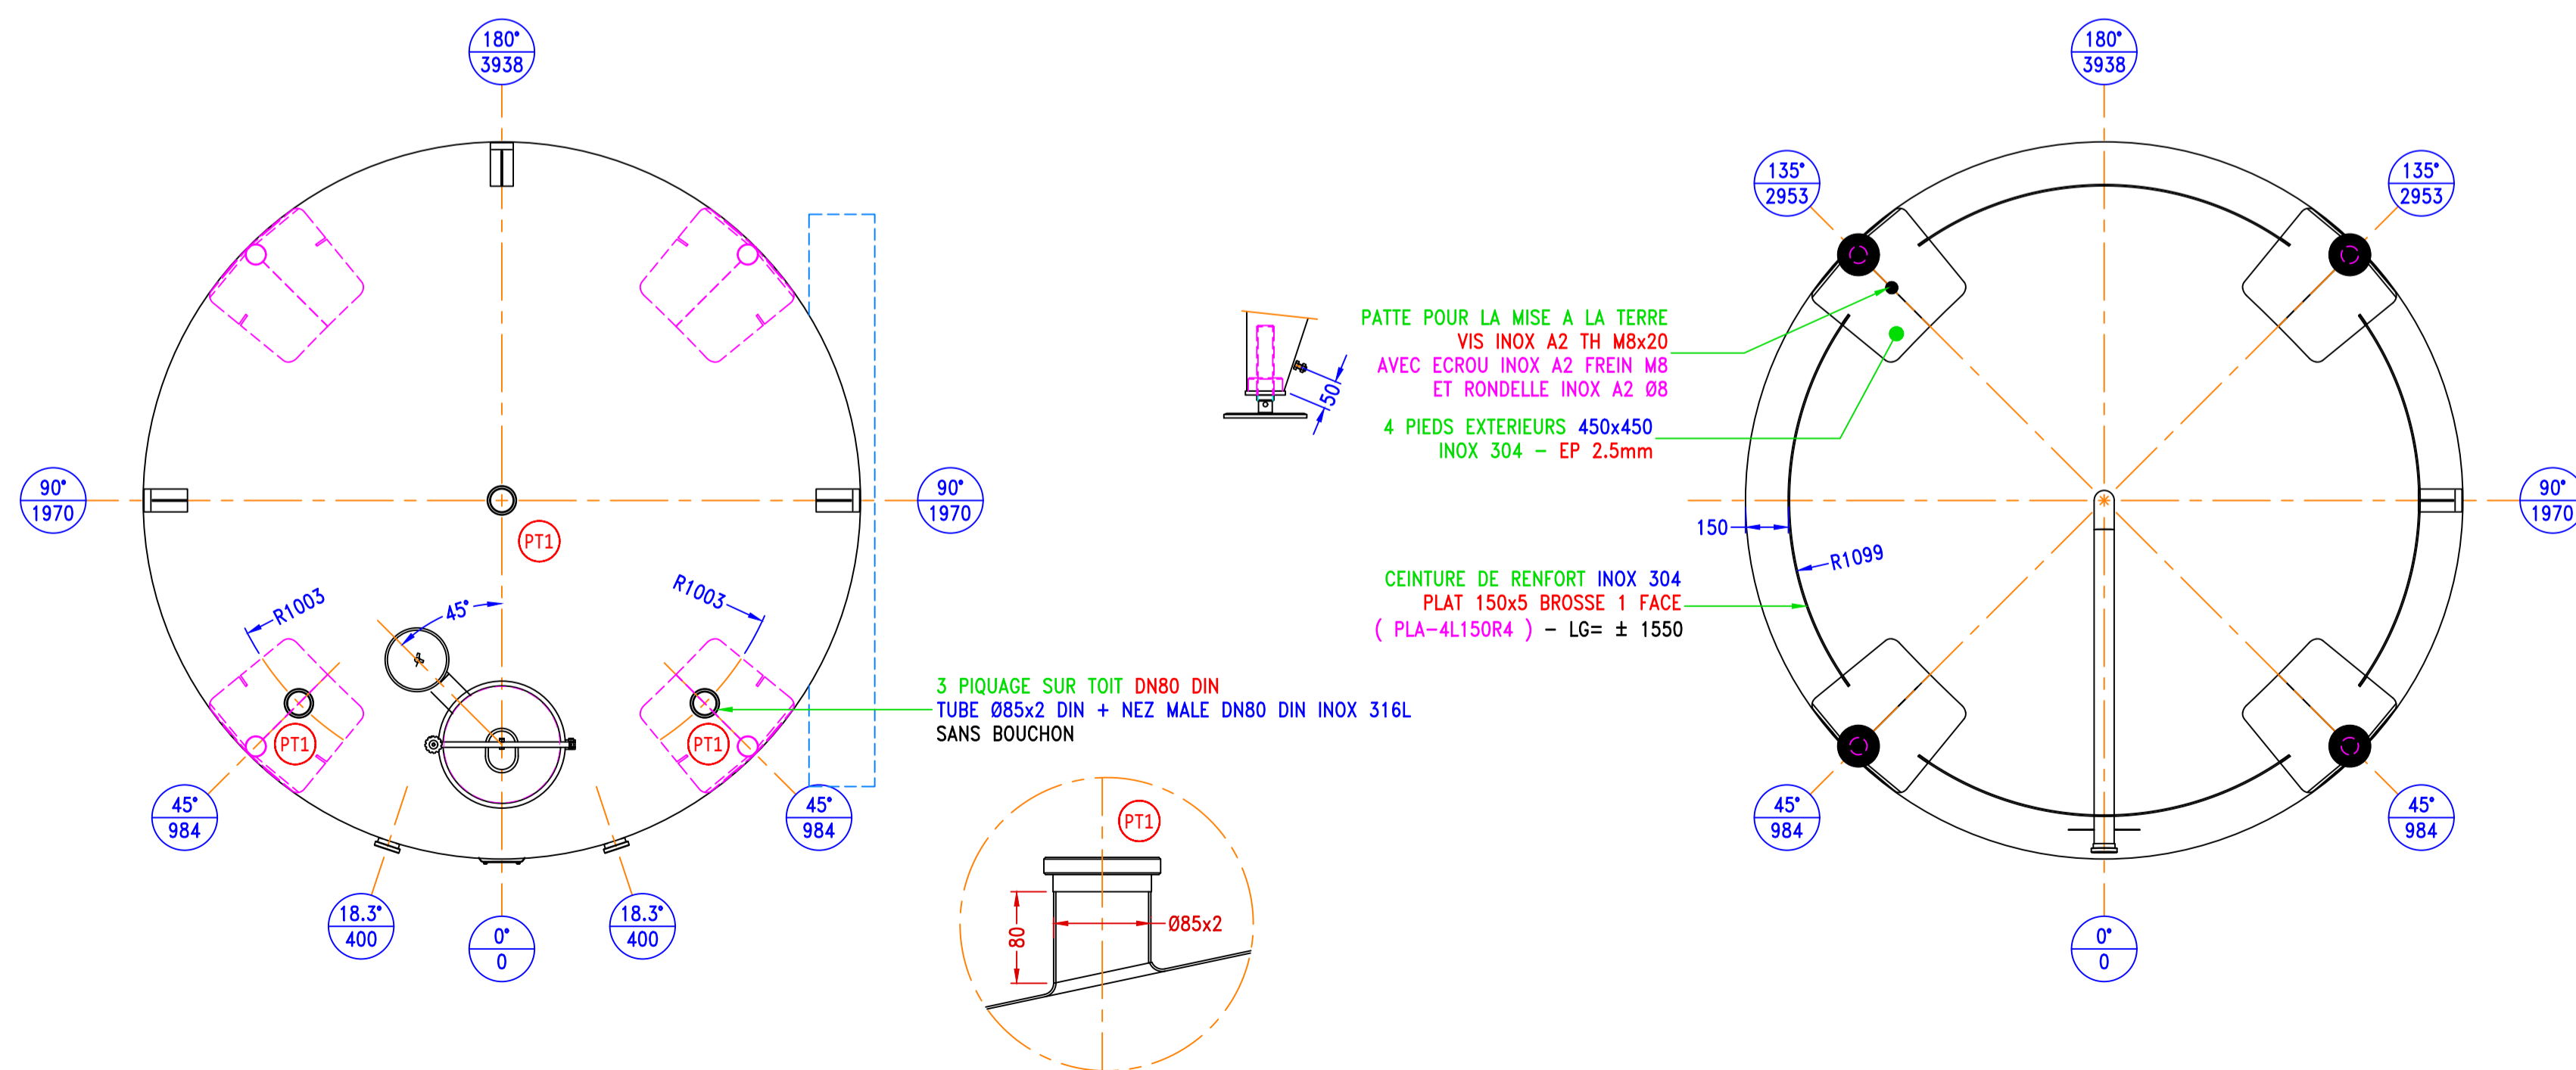 180°
3938
90°
1970
90°
1970
PT1
R1003
R1003
45°
PT1
PT1
45°
984
45°
984
18.3°
400
18.3°
400
0°
0
3 PIQUAGE SUR TOIT DN80 DIN
TUBE Ø85x2 DIN + NEZ MALE DN80 DIN INOX 316L
SANS BOUCHON
PT1
80
Ø85x2
50
PATTE POUR LA MISE A LA TERRE
VIS INOX A2 TH M8x20
AVEC ECROU INOX A2 FREIN M8
ET RONDELLE INOX A2 Ø8
4 PIEDS EXTERIEURS 450x450
INOX 304 - EP 2.5mm
CEINTURE DE RENFORT INOX 304
PLAT 150x5 BROSSE 1 FACE
( PLA-4L150R4 ) - LG= ± 1550
180°
3938
135°
2953
135°
2953
90°
1970
150
R1099
45°
984
45°
984
0°
0